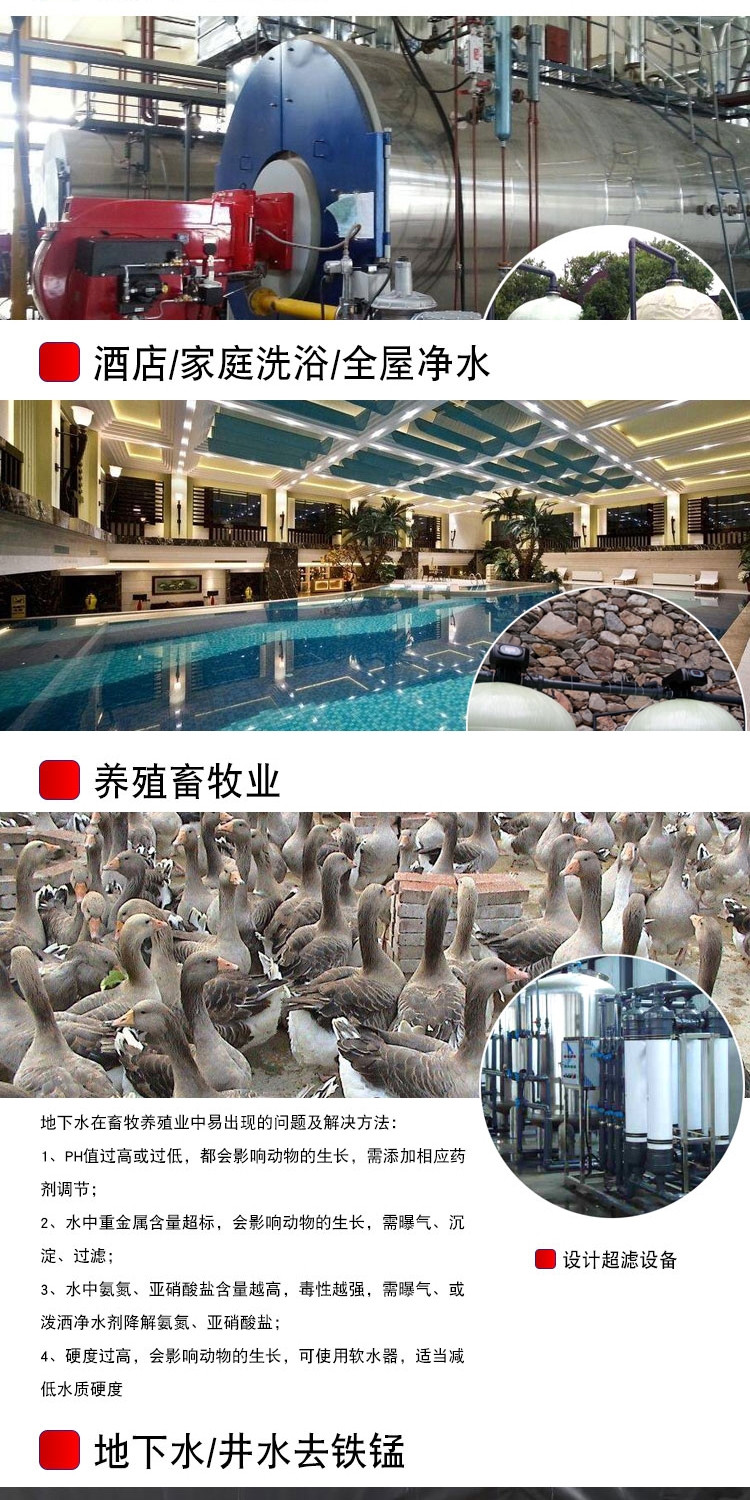 酒店/家庭洗浴/全屋净水
养殖畜牧业
地下水在畜牧养殖业中易出现的问题及解决方法：
1、PH值过高或过低，都会影响动物的生长，需添加相应药
剂调节；
2、水中重金属含量超标，会影响动物的生长，需曝气、沉
淀、过滤；
3、水中氨氮、亚硝酸盐含量越高，毒性越强，需曝气、或
泼洒净水剂降解氨氮、亚硝酸盐；
4、硬度过高，会影响动物的生长，可使用软水器，适当减
低水质硬度
设计超滤设备
地下水/井水去铁锰